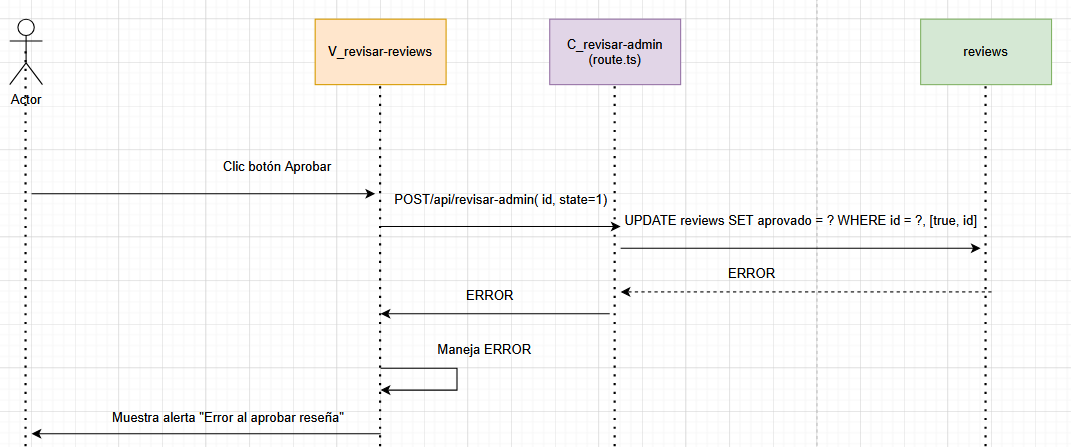 Actor
V_revisar-reviews
C_revisar-admin
(route.ts)
reviews
Clic botón Aprobar
POST/api/revisar-admin( id, state=1)
UPDATE reviews SET aprovado = ? WHERE id = ?, [true, id]
ERROR
ERROR
Maneja ERROR
Muestra alerta "Error al aprobar reseña"